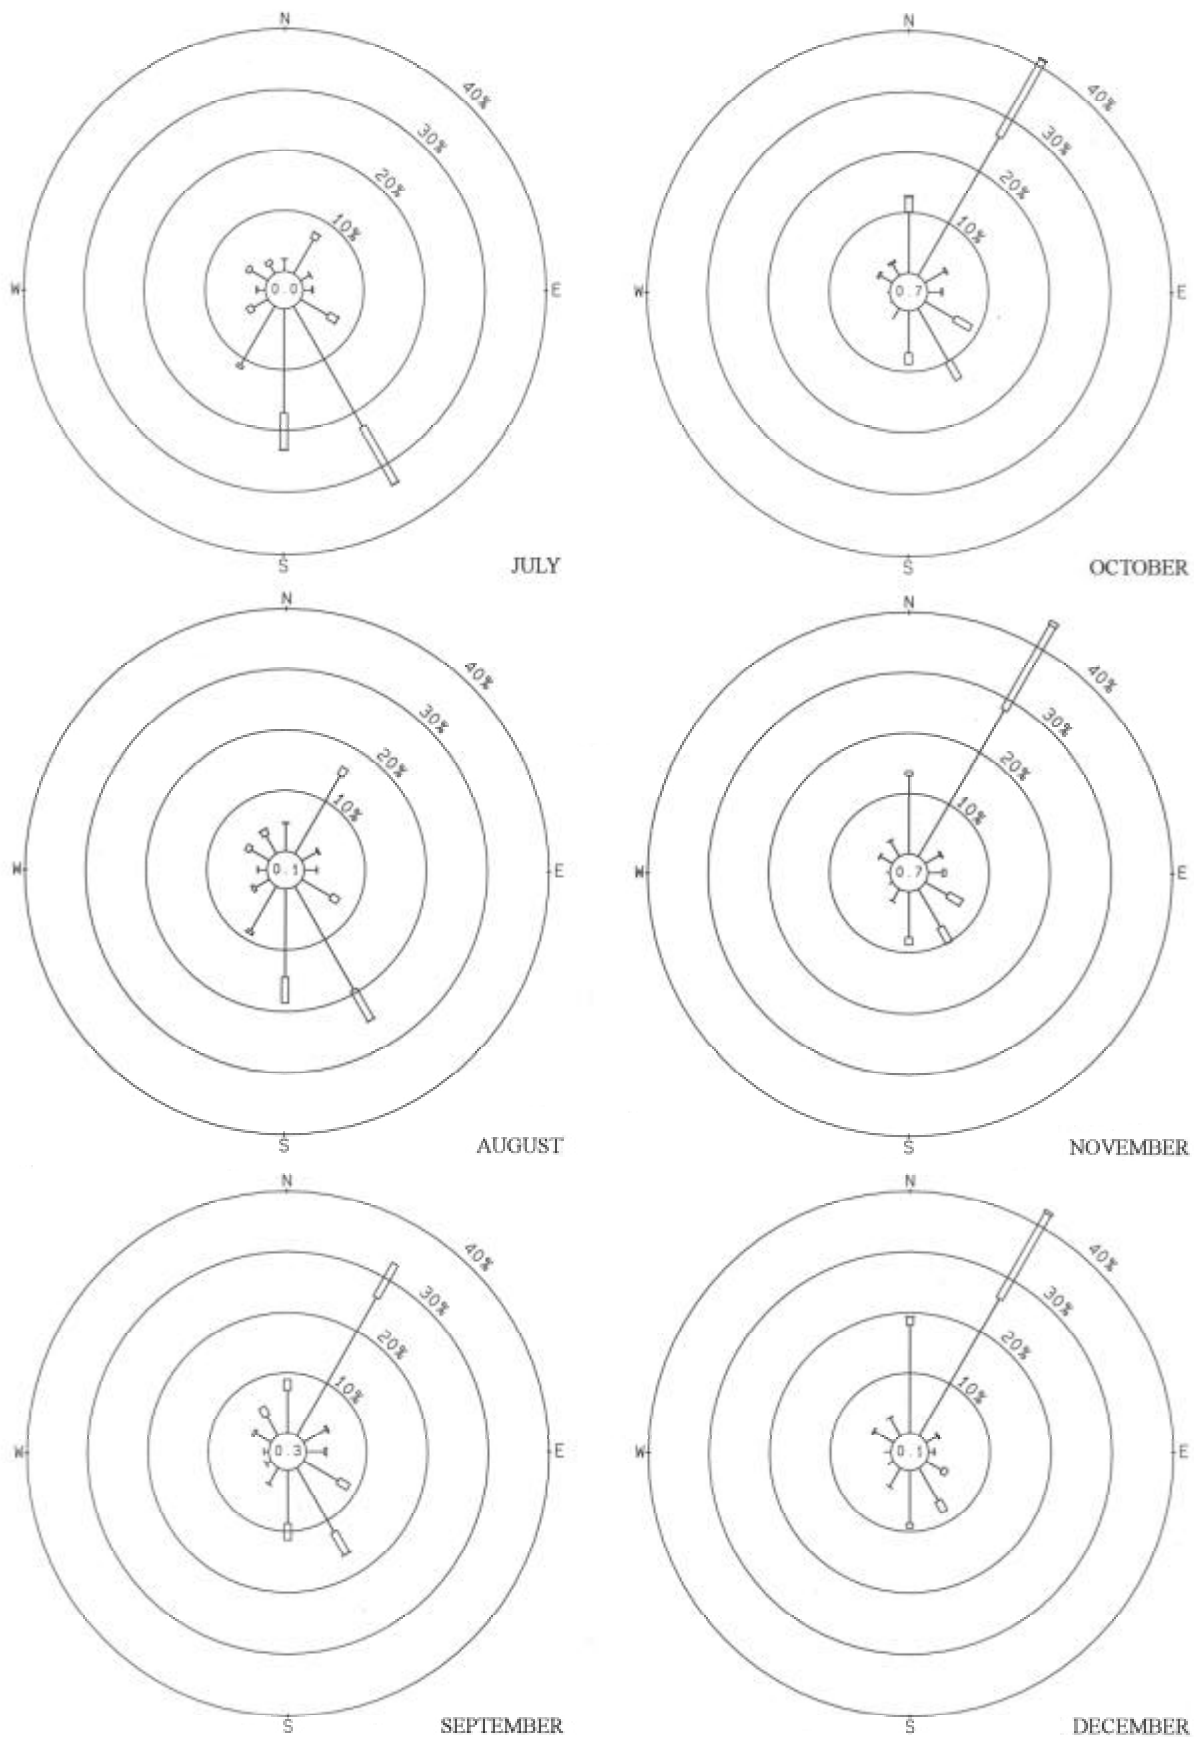 N
40%
30%
20%
10%
W
0.0
E
S
JULY
N
40%
30%
20%
10%
W
0.7
E
S
OCTOBER
N
40%
30%
20%
10%
W
0.1
E
S
AUGUST
N
40%
30%
20%
10%
W
0.7
E
S
NOVEMBER
N
40%
30%
20%
10%
W
0.3
E
S
SEPTEMBER
N
40%
30%
20%
10%
W
0.1
E
S
DECEMBER